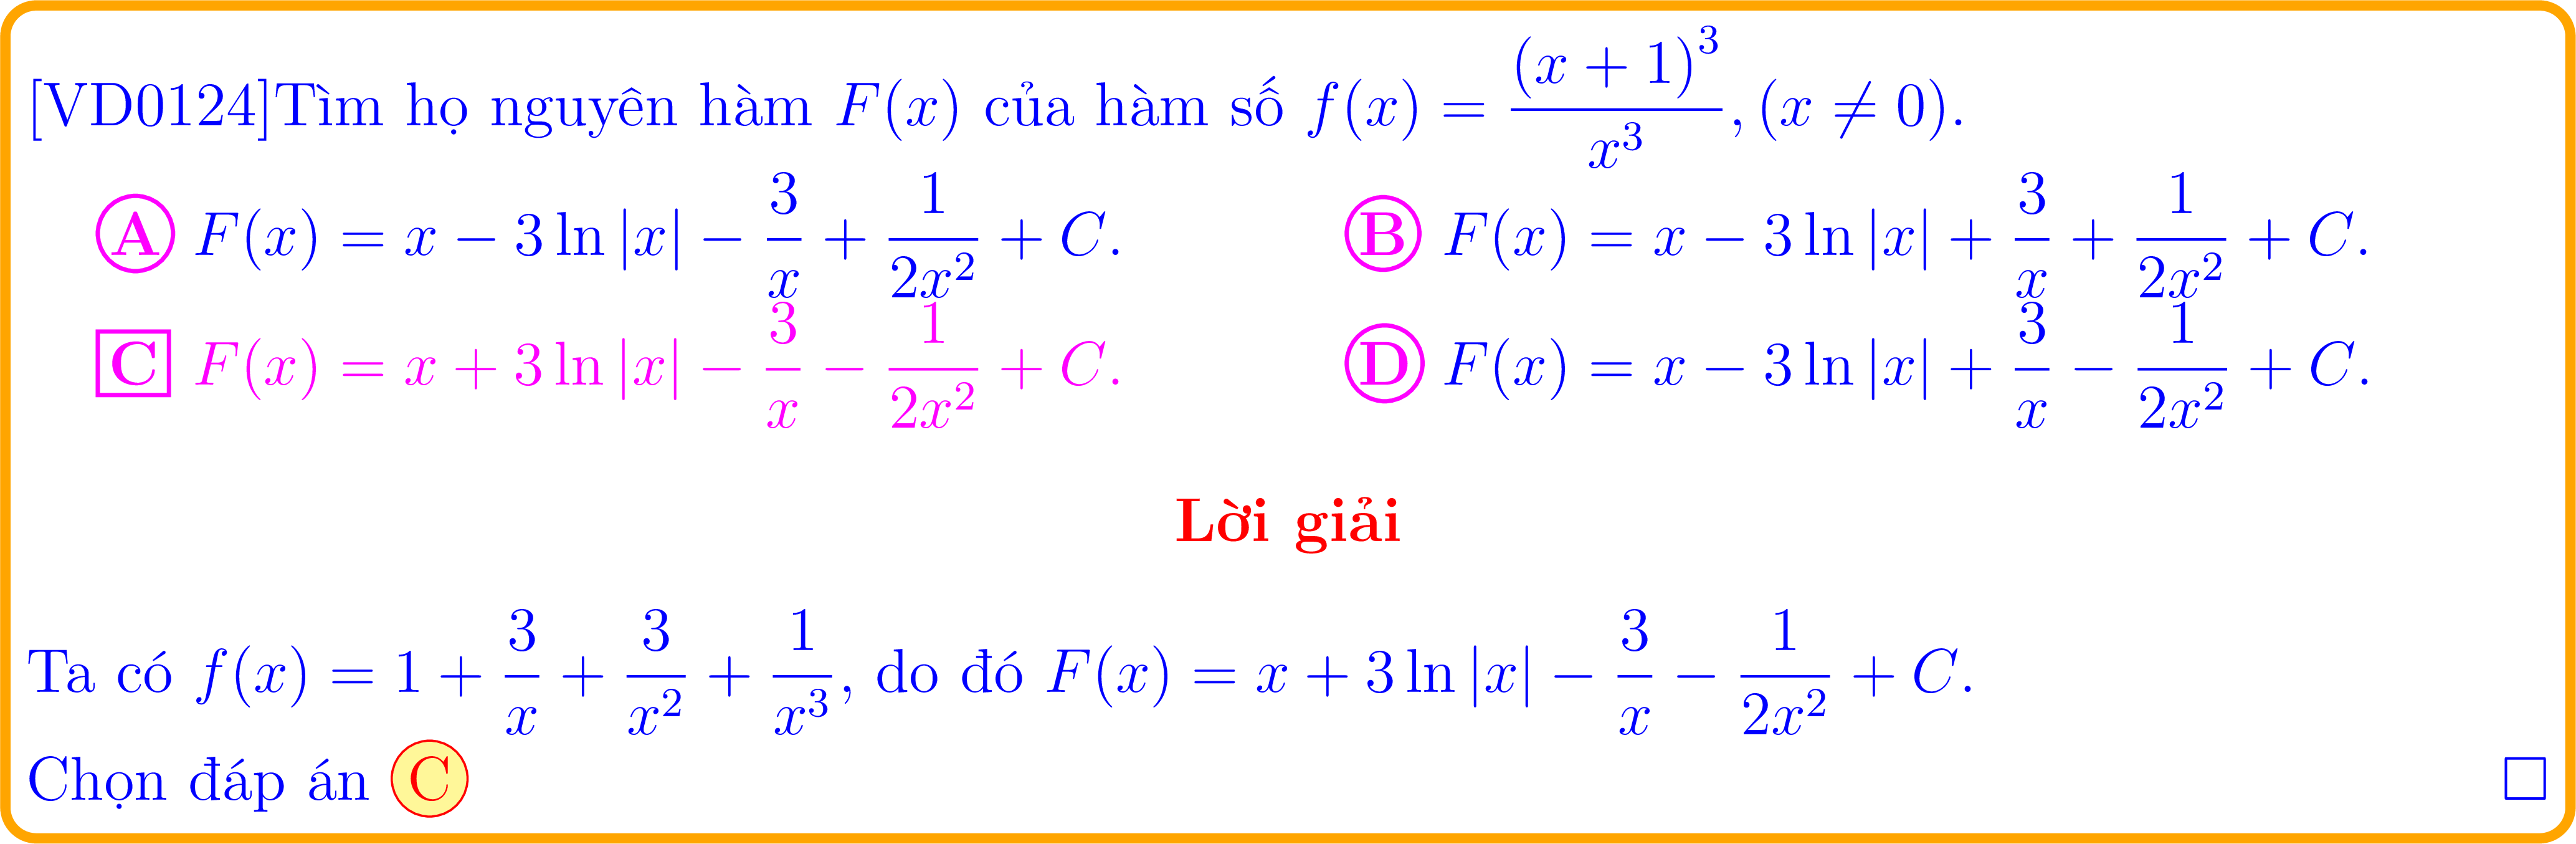 [VD0124]Tìm họ nguyên hàm F(x) của hàm số f(x) = \frac{(x + 1)^3}{x^3}, (x ≠ 0).
A F(x) = x − 3 ln |x| − \frac{3}{x} + \frac{1}{2x^2} + C. B F(x) = x − 3 ln |x| + \frac{3}{x} + \frac{1}{2x^2} + C.
C F(x) = x + 3 ln |x| − \frac{3}{x} − \frac{1}{2x^2} + C. D F(x) = x − 3 ln |x| + \frac{3}{x} − \frac{1}{2x^2} + C.
Lời giải
Ta có f(x) = 1 + \frac{3}{x} + \frac{3}{x^2} + \frac{1}{x^3}, do đó F(x) = x + 3 ln |x| − \frac{3}{x} − \frac{1}{2x^2} + C.
Chọn đáp án C □